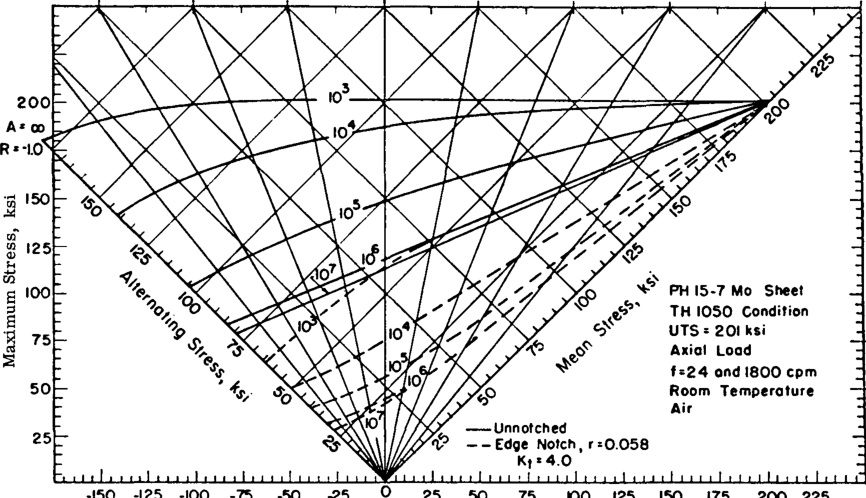 200
A = ∞
R = -1.0
150
125
100
75
50
25
Maximum Stress, ksi
150
125
100
75
50
25
Alternating Stress, ksi
10³
10⁴
10⁵
10⁶
10⁷
10³
10⁴
10⁵
10⁶
10⁷
25
50
75
100
125
150
175
200
225
Mean Stress, ksi
PH 15-7 Mo Sheet
TH 1050 Condition
UTS = 201 ksi
Axial Load
f=24 and 1800 cpm
Room Temperature
Air
Unnotched
Edge Notch, r=0.058
Kt = 4.0
-150 -125 -100 -75 -50 -25 0 25 50 75 100 125 150 175 200 225